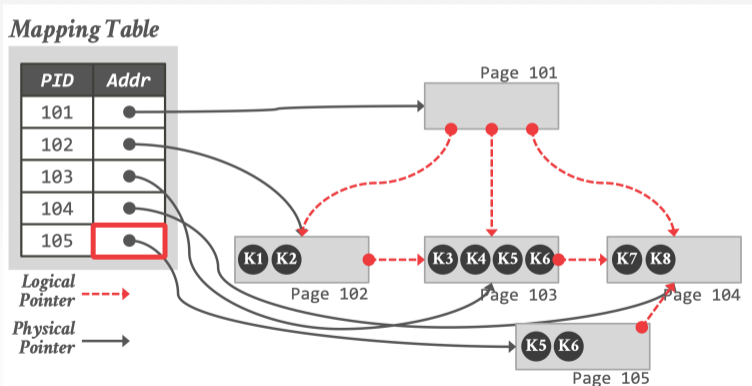 Mapping Table
PID Addr
101
102
103
104
105
Logical
Pointer
Physical
Pointer
Page 101
K1 K2
Page 102
K3 K4 K5 K6
Page 103
K7 K8
Page 104
K5 K6
Page 105